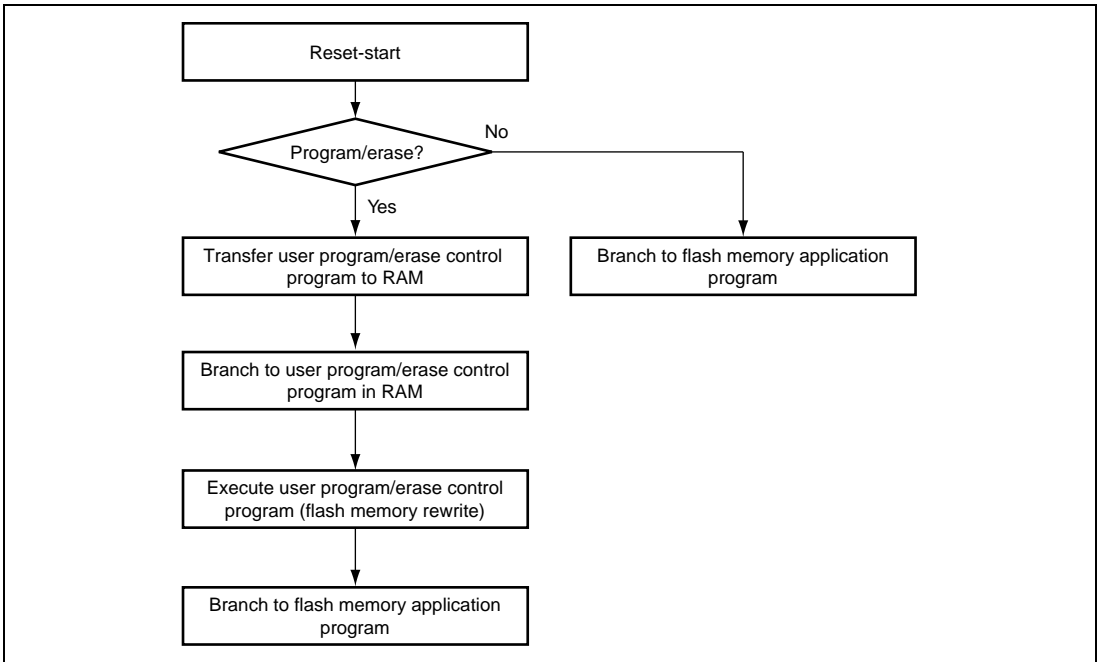 Reset-start
Program/erase?
No
Yes
Transfer user program/erase control
program to RAM
Branch to flash memory application
program
Branch to user program/erase control
program in RAM
Execute user program/erase control
program (flash memory rewrite)
Branch to flash memory application
program